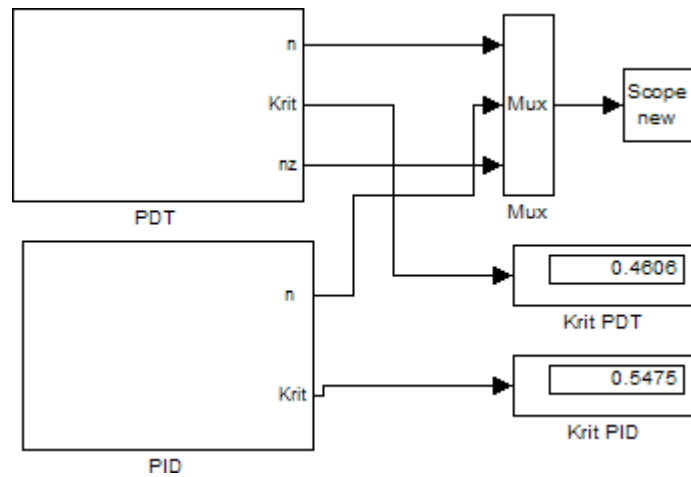 n
Krit
nz
PDT
Mux
Mux
Scope
new
n
Krit
PID
0.4606
Krit PDT
0.5475
Krit PID